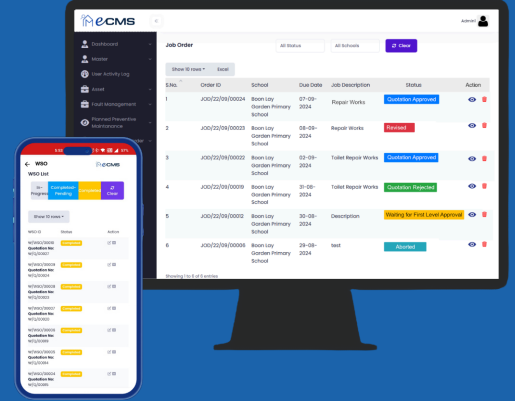 eCMS
Admin1
Dashboard
Master
User Activity Log
Asset
Fault Management
Planned Preventive
Maintenance
Job Order
All Status
All Schools
Clear
Show 10 rows
Excel
S.No.
Order ID
School
Due Date
Job Description
Status
Action
1
JOD/22/09/00024
Boon Lay
Garden Primary
School
07-09-
2024
Repair Works
Quotation Approved
2
JOD/22/09/00023
Boon Lay
Garden Primary
School
08-09-
2024
Repair Works
Revised
3
JOD/22/09/00022
Boon Lay
Garden Primary
School
02-09-
2024
Toilet Repair Works
Quotation Approved
4
JOD/22/09/00019
Boon Lay
Garden Primary
School
31-08-
2024
Toilet Repair Works
Quotation Rejected
5
JOD/22/09/00012
Boon Lay
Garden Primary
School
30-08-
2024
Description
Waiting for First Level Approval
6
JOD/22/09/00006
Boon Lay
Garden Primary
School
29-08-
2024
test
Aborted
WSO
eCMS
WSO List
In-
Progress
Completed-
Pending
Completed
Clear
Show 10 rows
WSO ID
Status
Action
Quotation No:
Completed
Quotation No:
Completed
Quotation No:
Completed
Quotation No:
Completed
Quotation No:
Completed
Quotation No:
Completed
Quotation No: